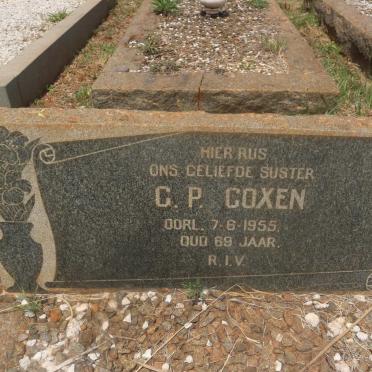 HIER RUS
ONS GELIEFDE SUSTER
C. P. COXEN
OORL. 7-6-1955,
OUD 69 JAAR.
R.I.V.